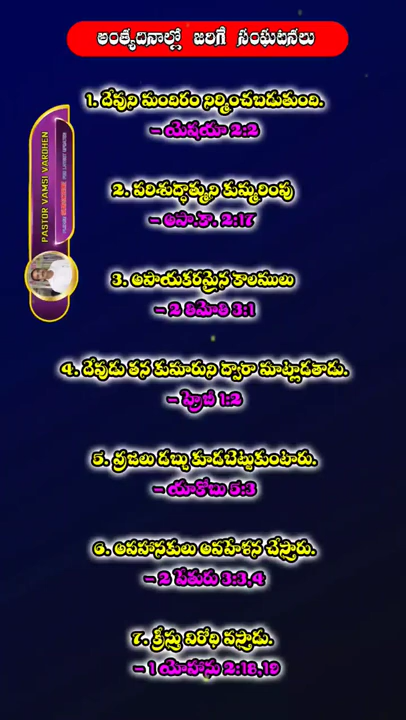 అంత్యదినాల్లో జరిగే సంఘటనలు
1. దేవుని మందిరం నిర్మించబడుతుంది.
- యెషయా 2:2
PASTOR VAMSI VARDHEN
2. పరిశుద్ధాత్ముని కుమ్మరింపు
- అపొ.కా. 2:17
3. అపాయకరమైన కాలములు
- 2 తిమోతి 3:1
4. దేవుడు తన కుమారుని ద్వారా మాట్లాడతాడు.
- హెబ్రీ 1:2
5. ప్రజలు డబ్బు కూడబెట్టుకుంటారు.
- యాకోబు 5:3
6. అపహాసకులు అవహేళన చేస్తారు.
- 2 పేతురు 3:3,4
7. క్రీస్తు విరోధి వస్తాడు.
- 1 యోహాను 2:18,19